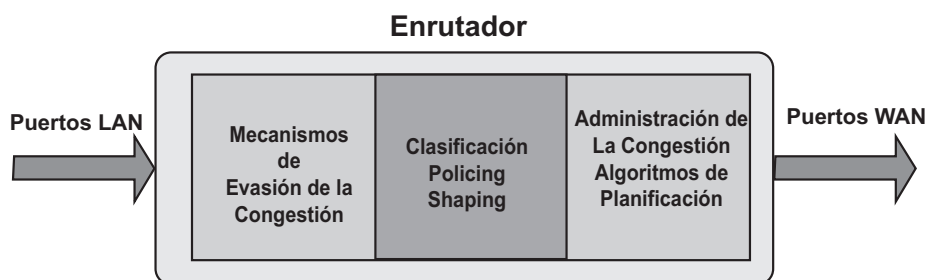 Enrutador
Puertos LAN
Mecanismos
de
Evasión de la
Congestión
Clasificación
Policing
Shaping
Administración de
La Congestión
Algoritmos de
Planificación
Puertos WAN